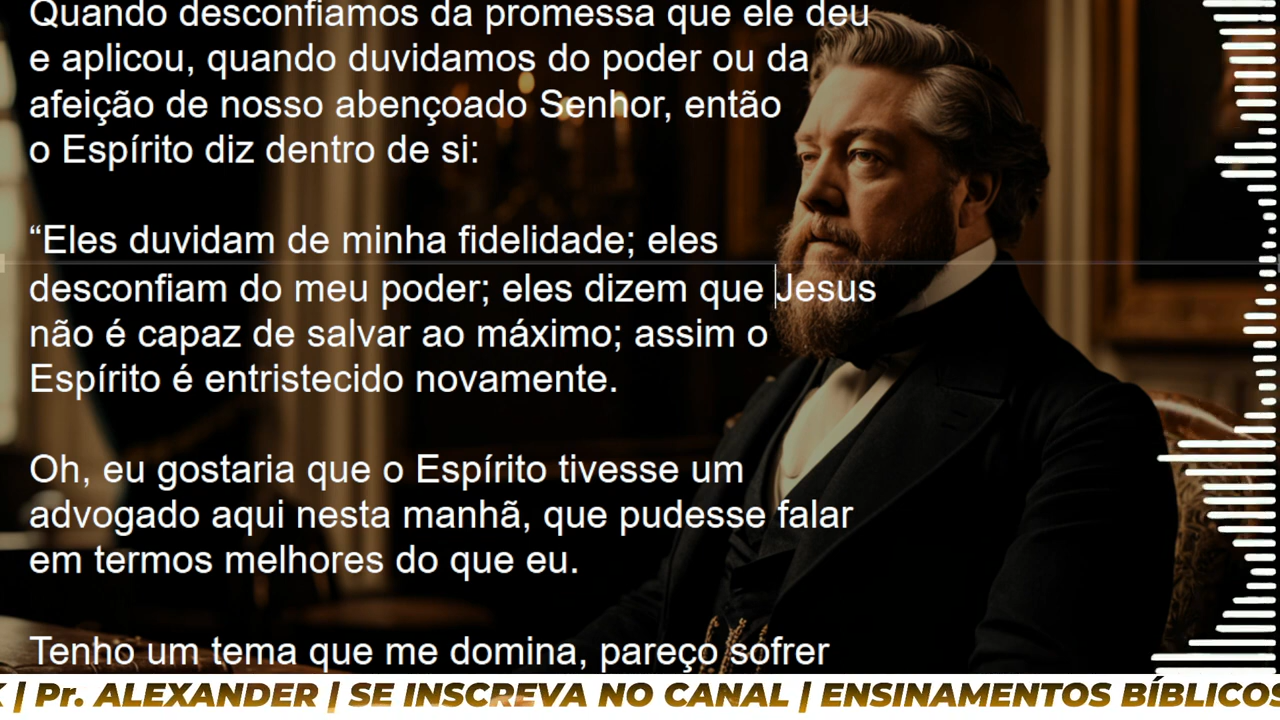 Quando desconfiamos da promessa que ele deu
e aplicou, quando duvidamos do poder ou da
afeição de nosso abençoado Senhor, então
o Espírito diz dentro de si:
“Eles duvidam de minha fidelidade; eles
desconfiam do meu poder; eles dizem que Jesus
não é capaz de salvar ao máximo; assim o
Espírito é entristecido novamente.
Oh, eu gostaria que o Espírito tivesse um
advogado aqui nesta manhã, que pudesse falar
em termos melhores do que eu.
Tenho um tema que me domina, pareço sofrer
| Pr. ALEXANDER | SE INSCREVA NO CANAL | ENSINAMENTOS BÍBLICOS